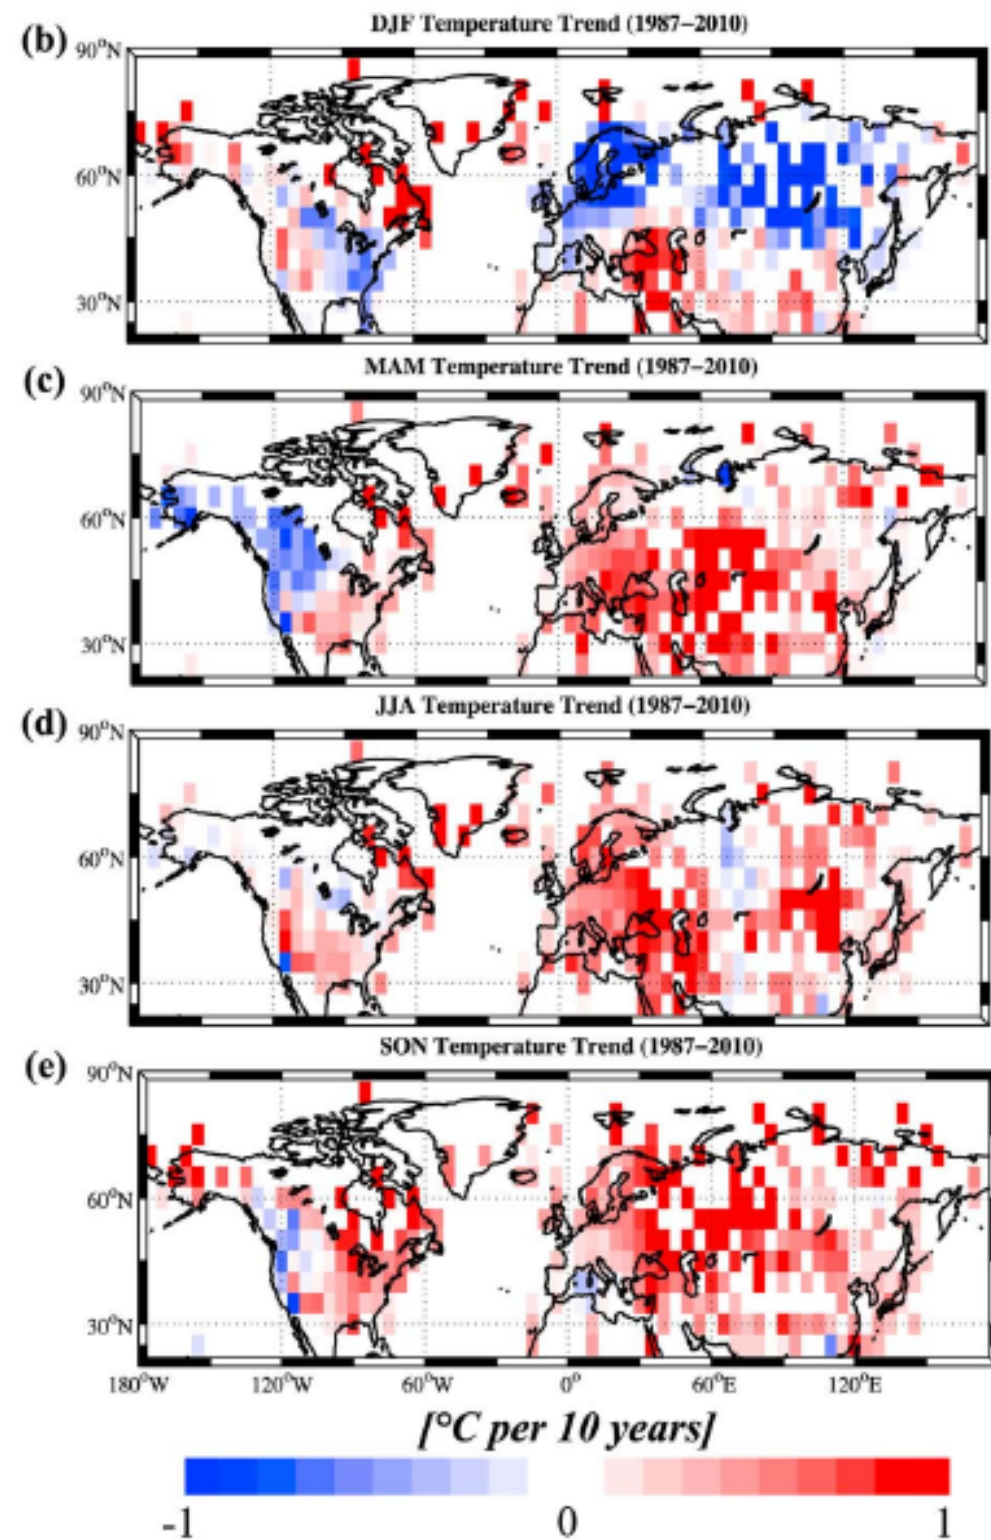 (b)
DJF Temperature Trend (1987–2010)
90°N
60°N
30°N
(c)
MAM Temperature Trend (1987–2010)
90°N
60°N
30°N
(d)
JJA Temperature Trend (1987–2010)
90°N
60°N
30°N
(e)
SON Temperature Trend (1987–2010)
90°N
60°N
30°N
180°W 120°W 60°W 0° 60°E 120°E
[°C per 10 years]
-1 0 1